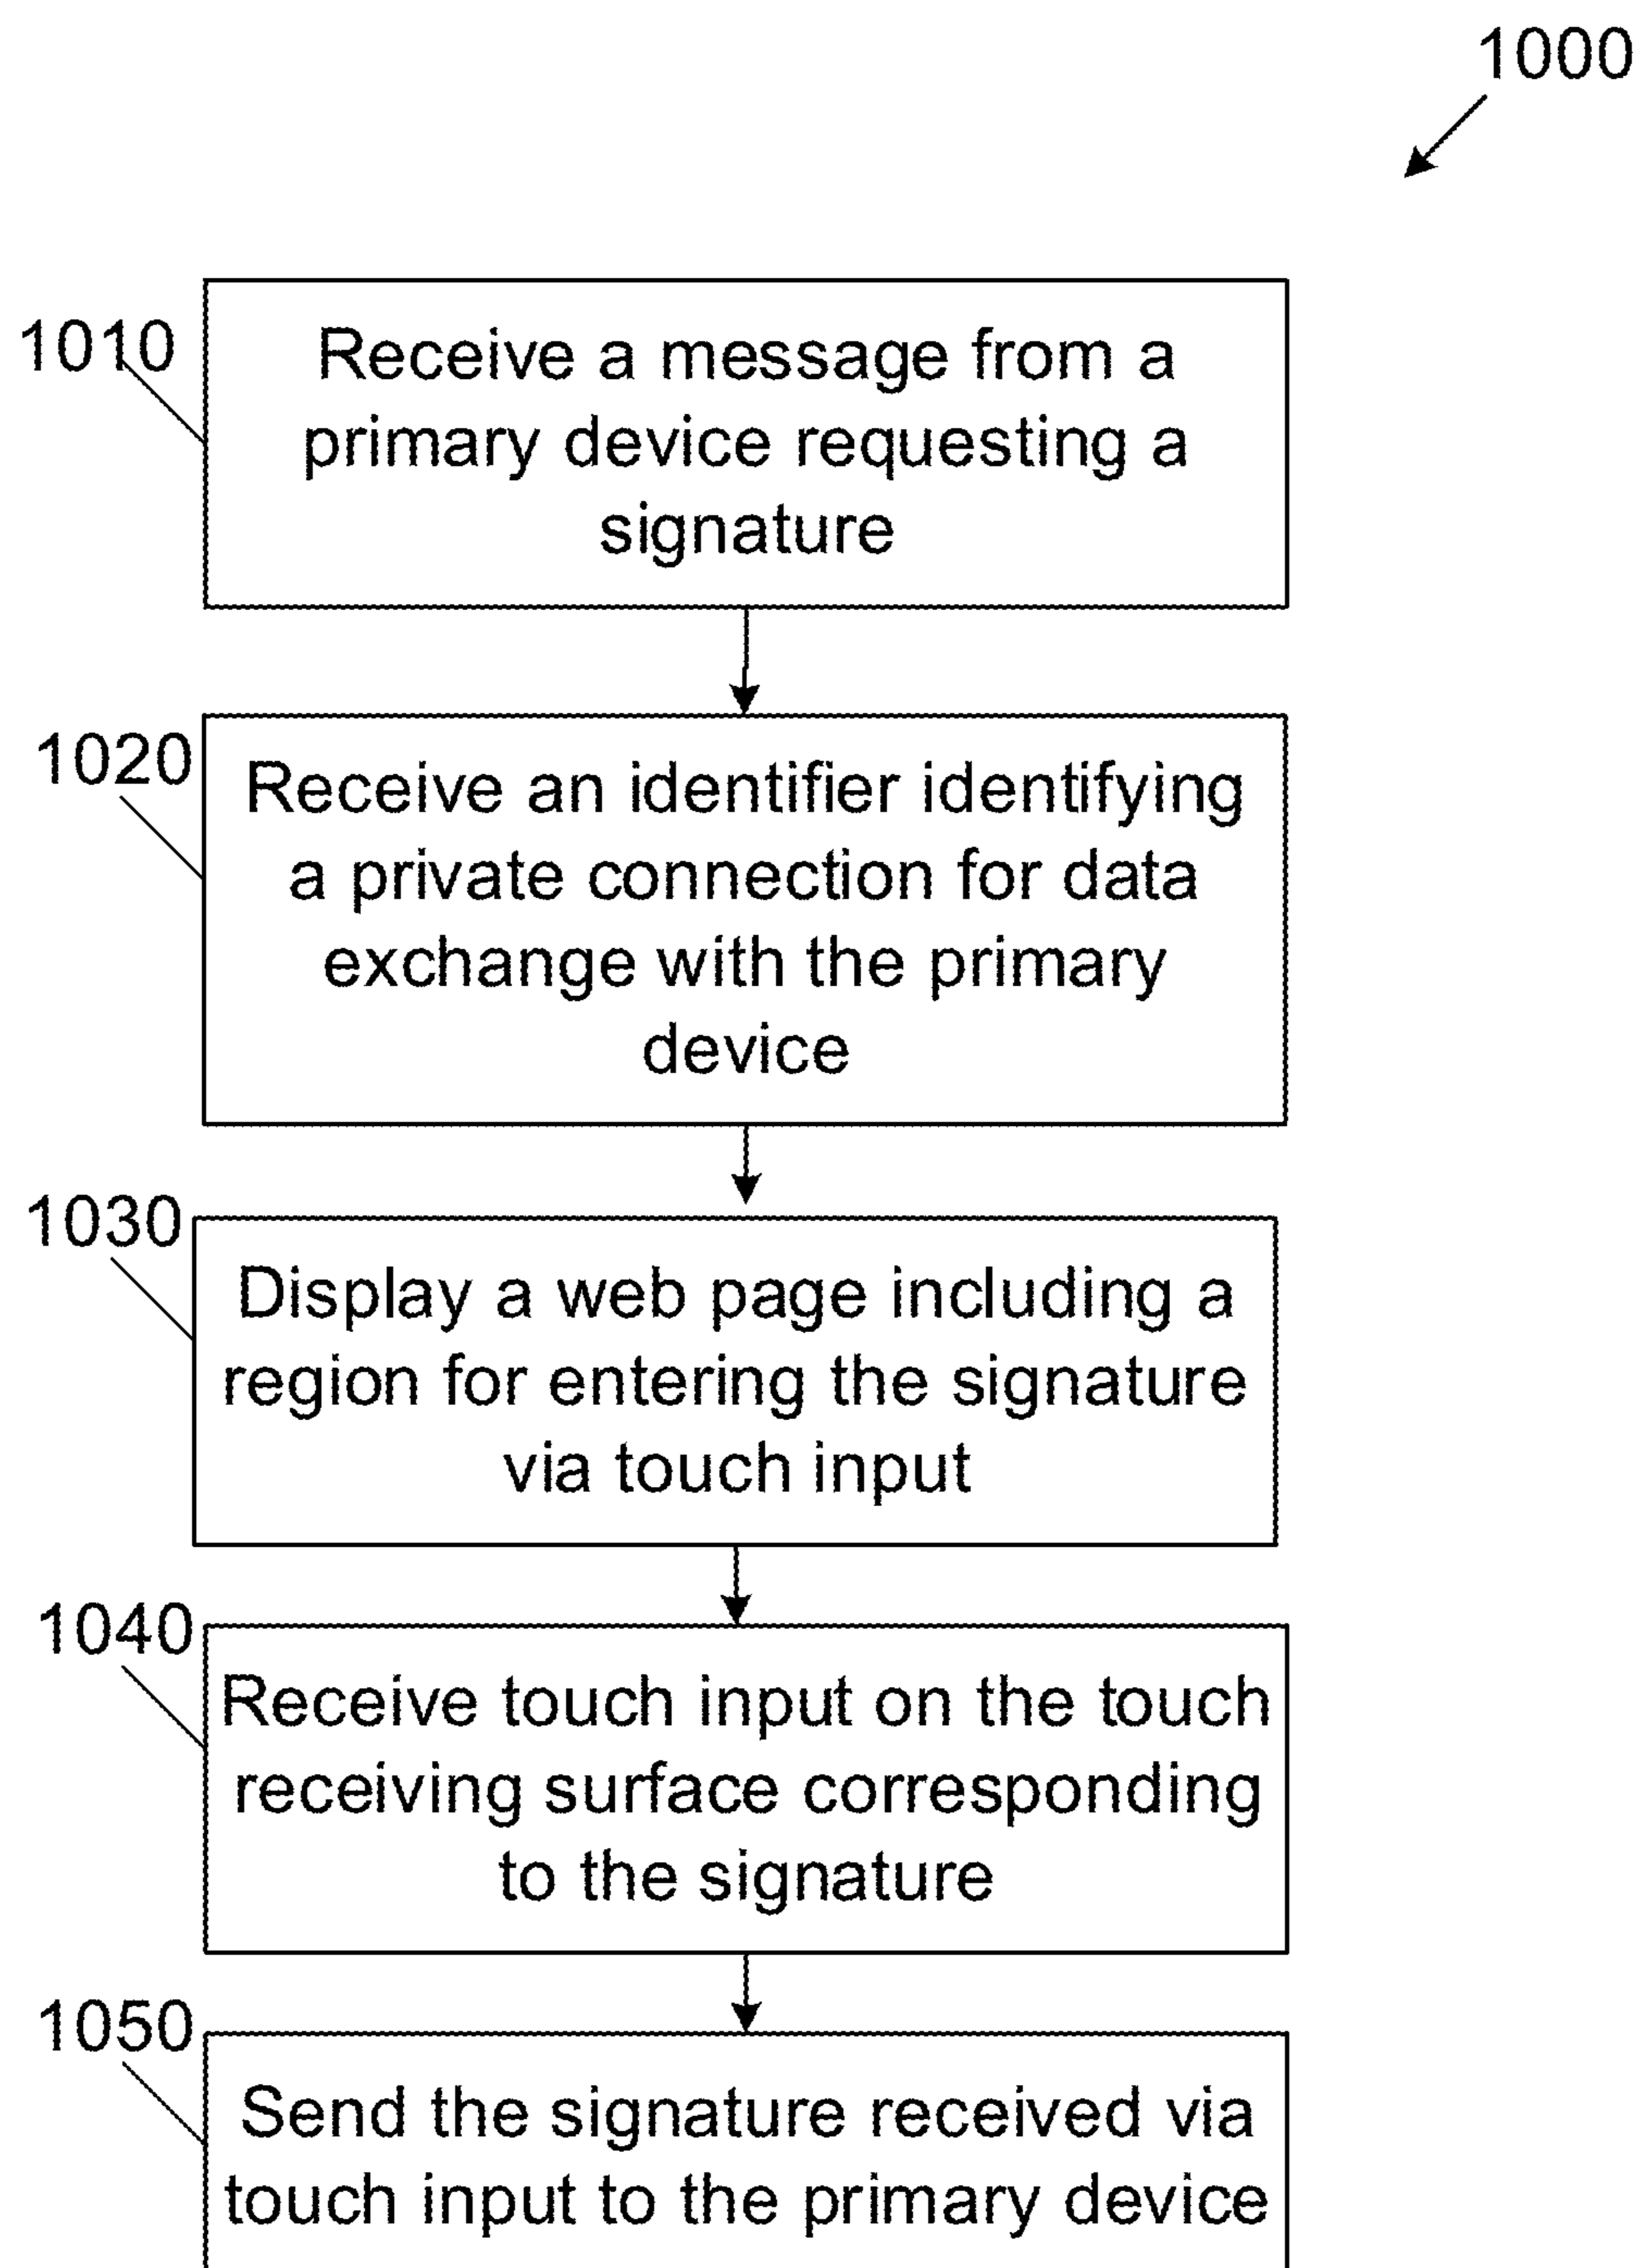 1000
1010
Receive a message from a
primary device requesting a
signature
1020
Receive an identifier identifying
a private connection for data
exchange with the primary
device
1030
Display a web page including a
region for entering the signature
via touch input
1040
Receive touch input on the touch
receiving surface corresponding
to the signature
1050
Send the signature received via
touch input to the primary device